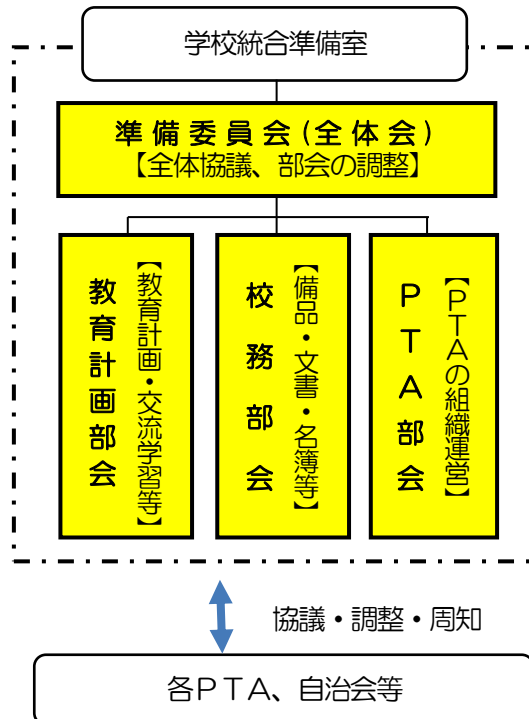 学校統合準備室
準備委員会(全体会)
【全体協議、部会の調整】
教育計画部会
【教育計画・交流学習等】
校務部会
【備品・文書・名簿等】
PTA部会
【PTAの組織運営】
協議・調整・周知
各PTA、自治会等